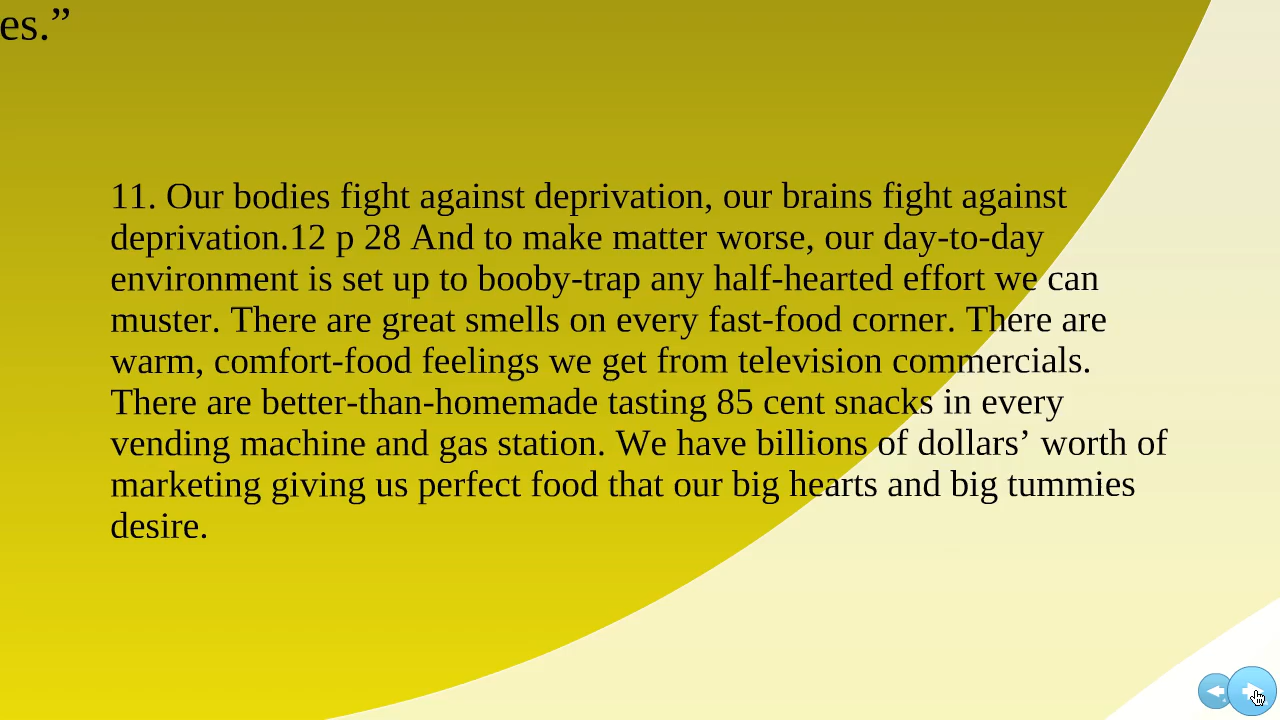 es.”
11. Our bodies fight against deprivation, our brains fight against
deprivation.12 p 28 And to make matter worse, our day-to-day
environment is set up to booby-trap any half-hearted effort we can
muster. There are great smells on every fast-food corner. There are
warm, comfort-food feelings we get from television commercials.
There are better-than-homemade tasting 85 cent snacks in every
vending machine and gas station. We have billions of dollars’ worth of
marketing giving us perfect food that our big hearts and big tummies
desire.